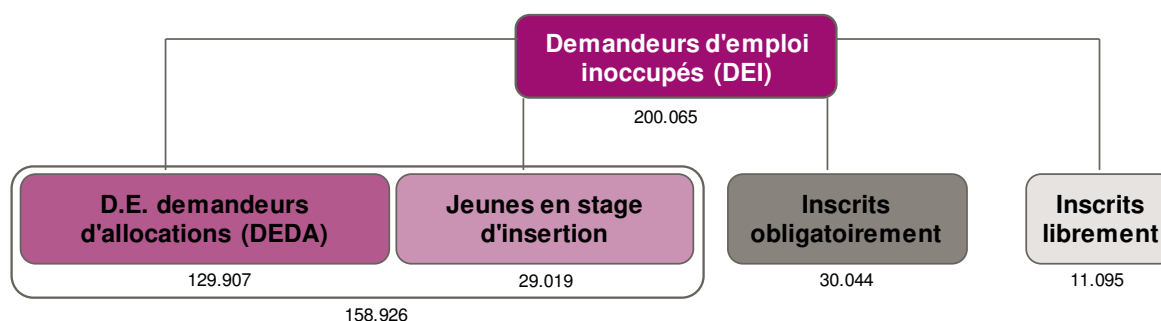 Demandeurs d'emploi
inoccupés (DEI)
200.065
D.E. demandeurs
d'allocations (DEDA)
129.907
Jeunes en stage
d'insertion
29.019
158.926
Inscrits
obligatoirement
30.044
Inscrits
librement
11.095